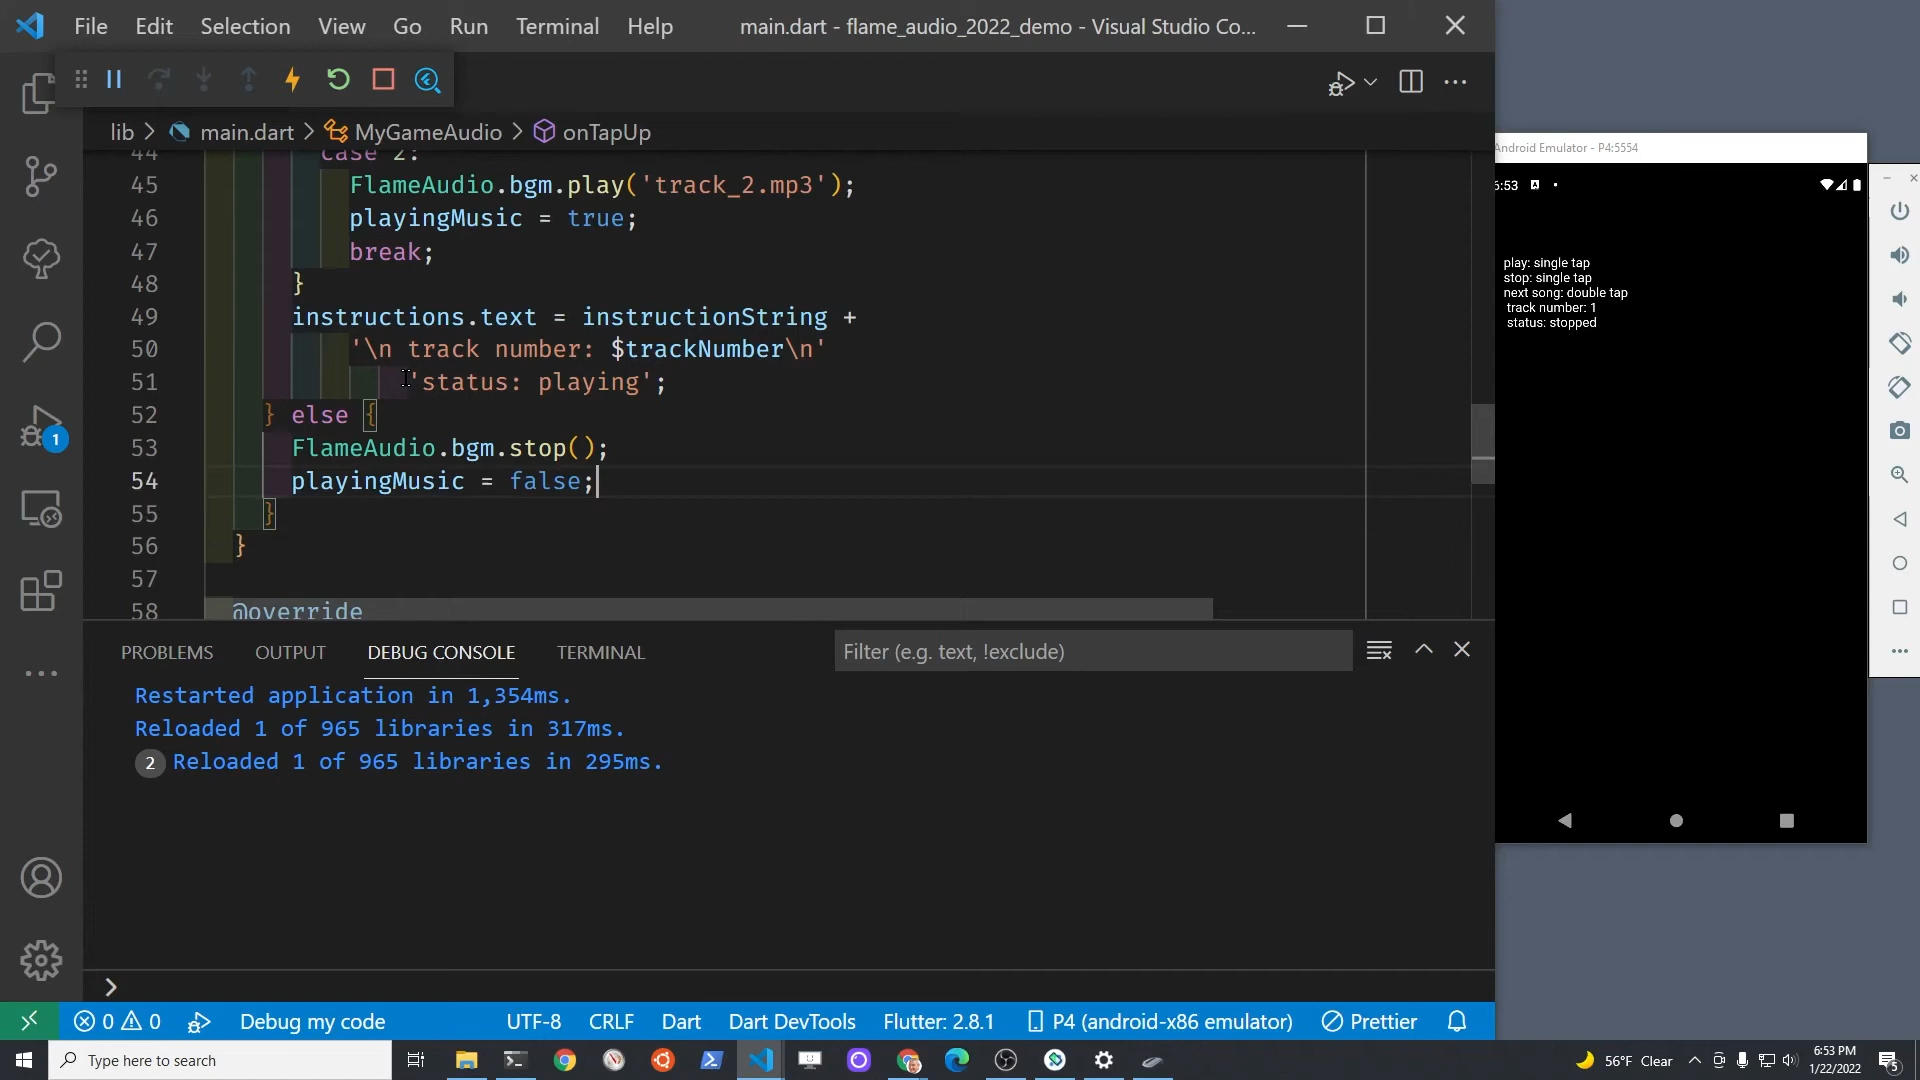 File Edit Selection View Go Run Terminal Help main.dart - flame_audio_2022_demo - Visual Studio Co...
lib > main.dart > MyGameAudio > onTapUp
44 case 2:
45 FlameAudio.bgm.play('track_2.mp3');
46 playingMusic = true;
47 break;
48 }
49 instructions.text = instructionString +
50 '\n track number: $trackNumber\n'
51 'status: playing';
52 } else {
53 FlameAudio.bgm.stop();
54 playingMusic = false;
55 }
56 }
57
58 @override
1
PROBLEMS OUTPUT DEBUG CONSOLE TERMINAL Filter (e.g. text, !exclude)
Restarted application in 1,354ms.
Reloaded 1 of 965 libraries in 317ms.
2 Reloaded 1 of 965 libraries in 295ms.
>
0 0 Debug my code UTF-8 CRLF Dart Dart DevTools Flutter: 2.8.1 P4 (android-x86 emulator) Prettier
Android Emulator - P4:5554
6:53
play: single tap
stop: single tap
next song: double tap
track number: 1
status: stopped
Type here to search
56°F Clear
6:53 PM
1/22/2022
5